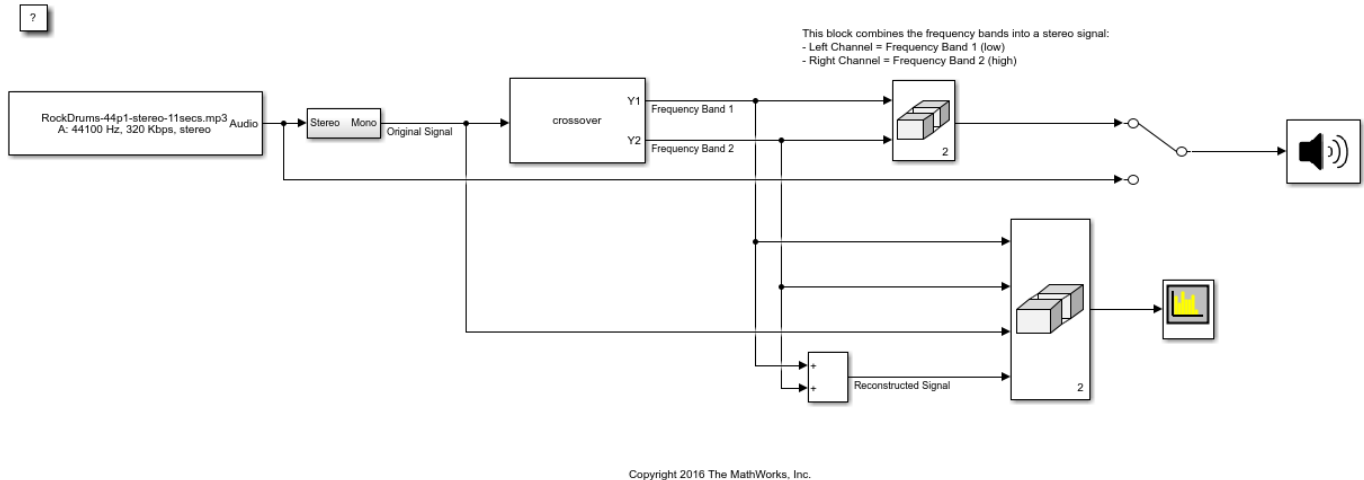 ?
This block combines the frequency bands into a stereo signal:
- Left Channel = Frequency Band 1 (low)
- Right Channel = Frequency Band 2 (high)
RockDrums-44p1-stereo-11secs.mp3
A: 44100 Hz, 320 Kbps, stereo
Audio
Stereo Mono
Original Signal
crossover
Y1
Frequency Band 1
Y2
Frequency Band 2
2
+
+
Reconstructed Signal
2
Copyright 2016 The MathWorks, Inc.